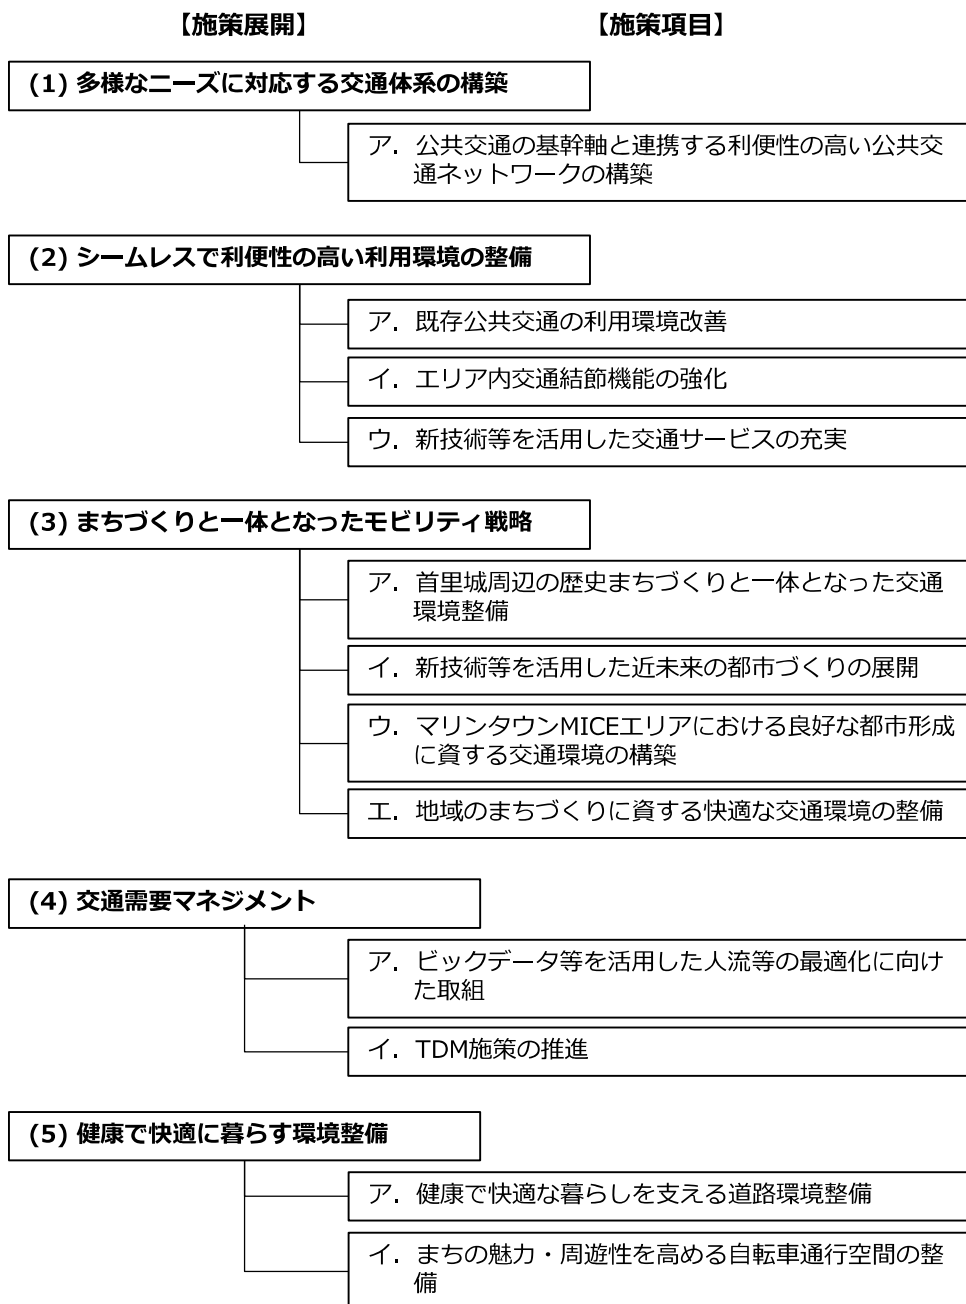 【施策展開】 【施策項目】
(1) 多様なニーズに対応する交通体系の構築
ア．公共交通の基幹軸と連携する利便性の高い公共交
通ネットワークの構築
(2) シームレスで利便性の高い利用環境の整備
ア．既存公共交通の利用環境改善
イ．エリア内交通結節機能の強化
ウ．新技術等を活用した交通サービスの充実
(3) まちづくりと一体となったモビリティ戦略
ア．首里城周辺の歴史まちづくりと一体となった交通
環境整備
イ．新技術等を活用した近未来の都市づくりの展開
ウ．マリンタウンMICEエリアにおける良好な都市形成
に資する交通環境の構築
エ．地域のまちづくりに資する快適な交通環境の整備
(4) 交通需要マネジメント
ア．ビックデータ等を活用した人流等の最適化に向け
た取組
イ．TDM施策の推進
(5) 健康で快適に暮らす環境整備
ア．健康で快適な暮らしを支える道路環境整備
イ．まちの魅力・周遊性を高める自転車通行空間の整
備